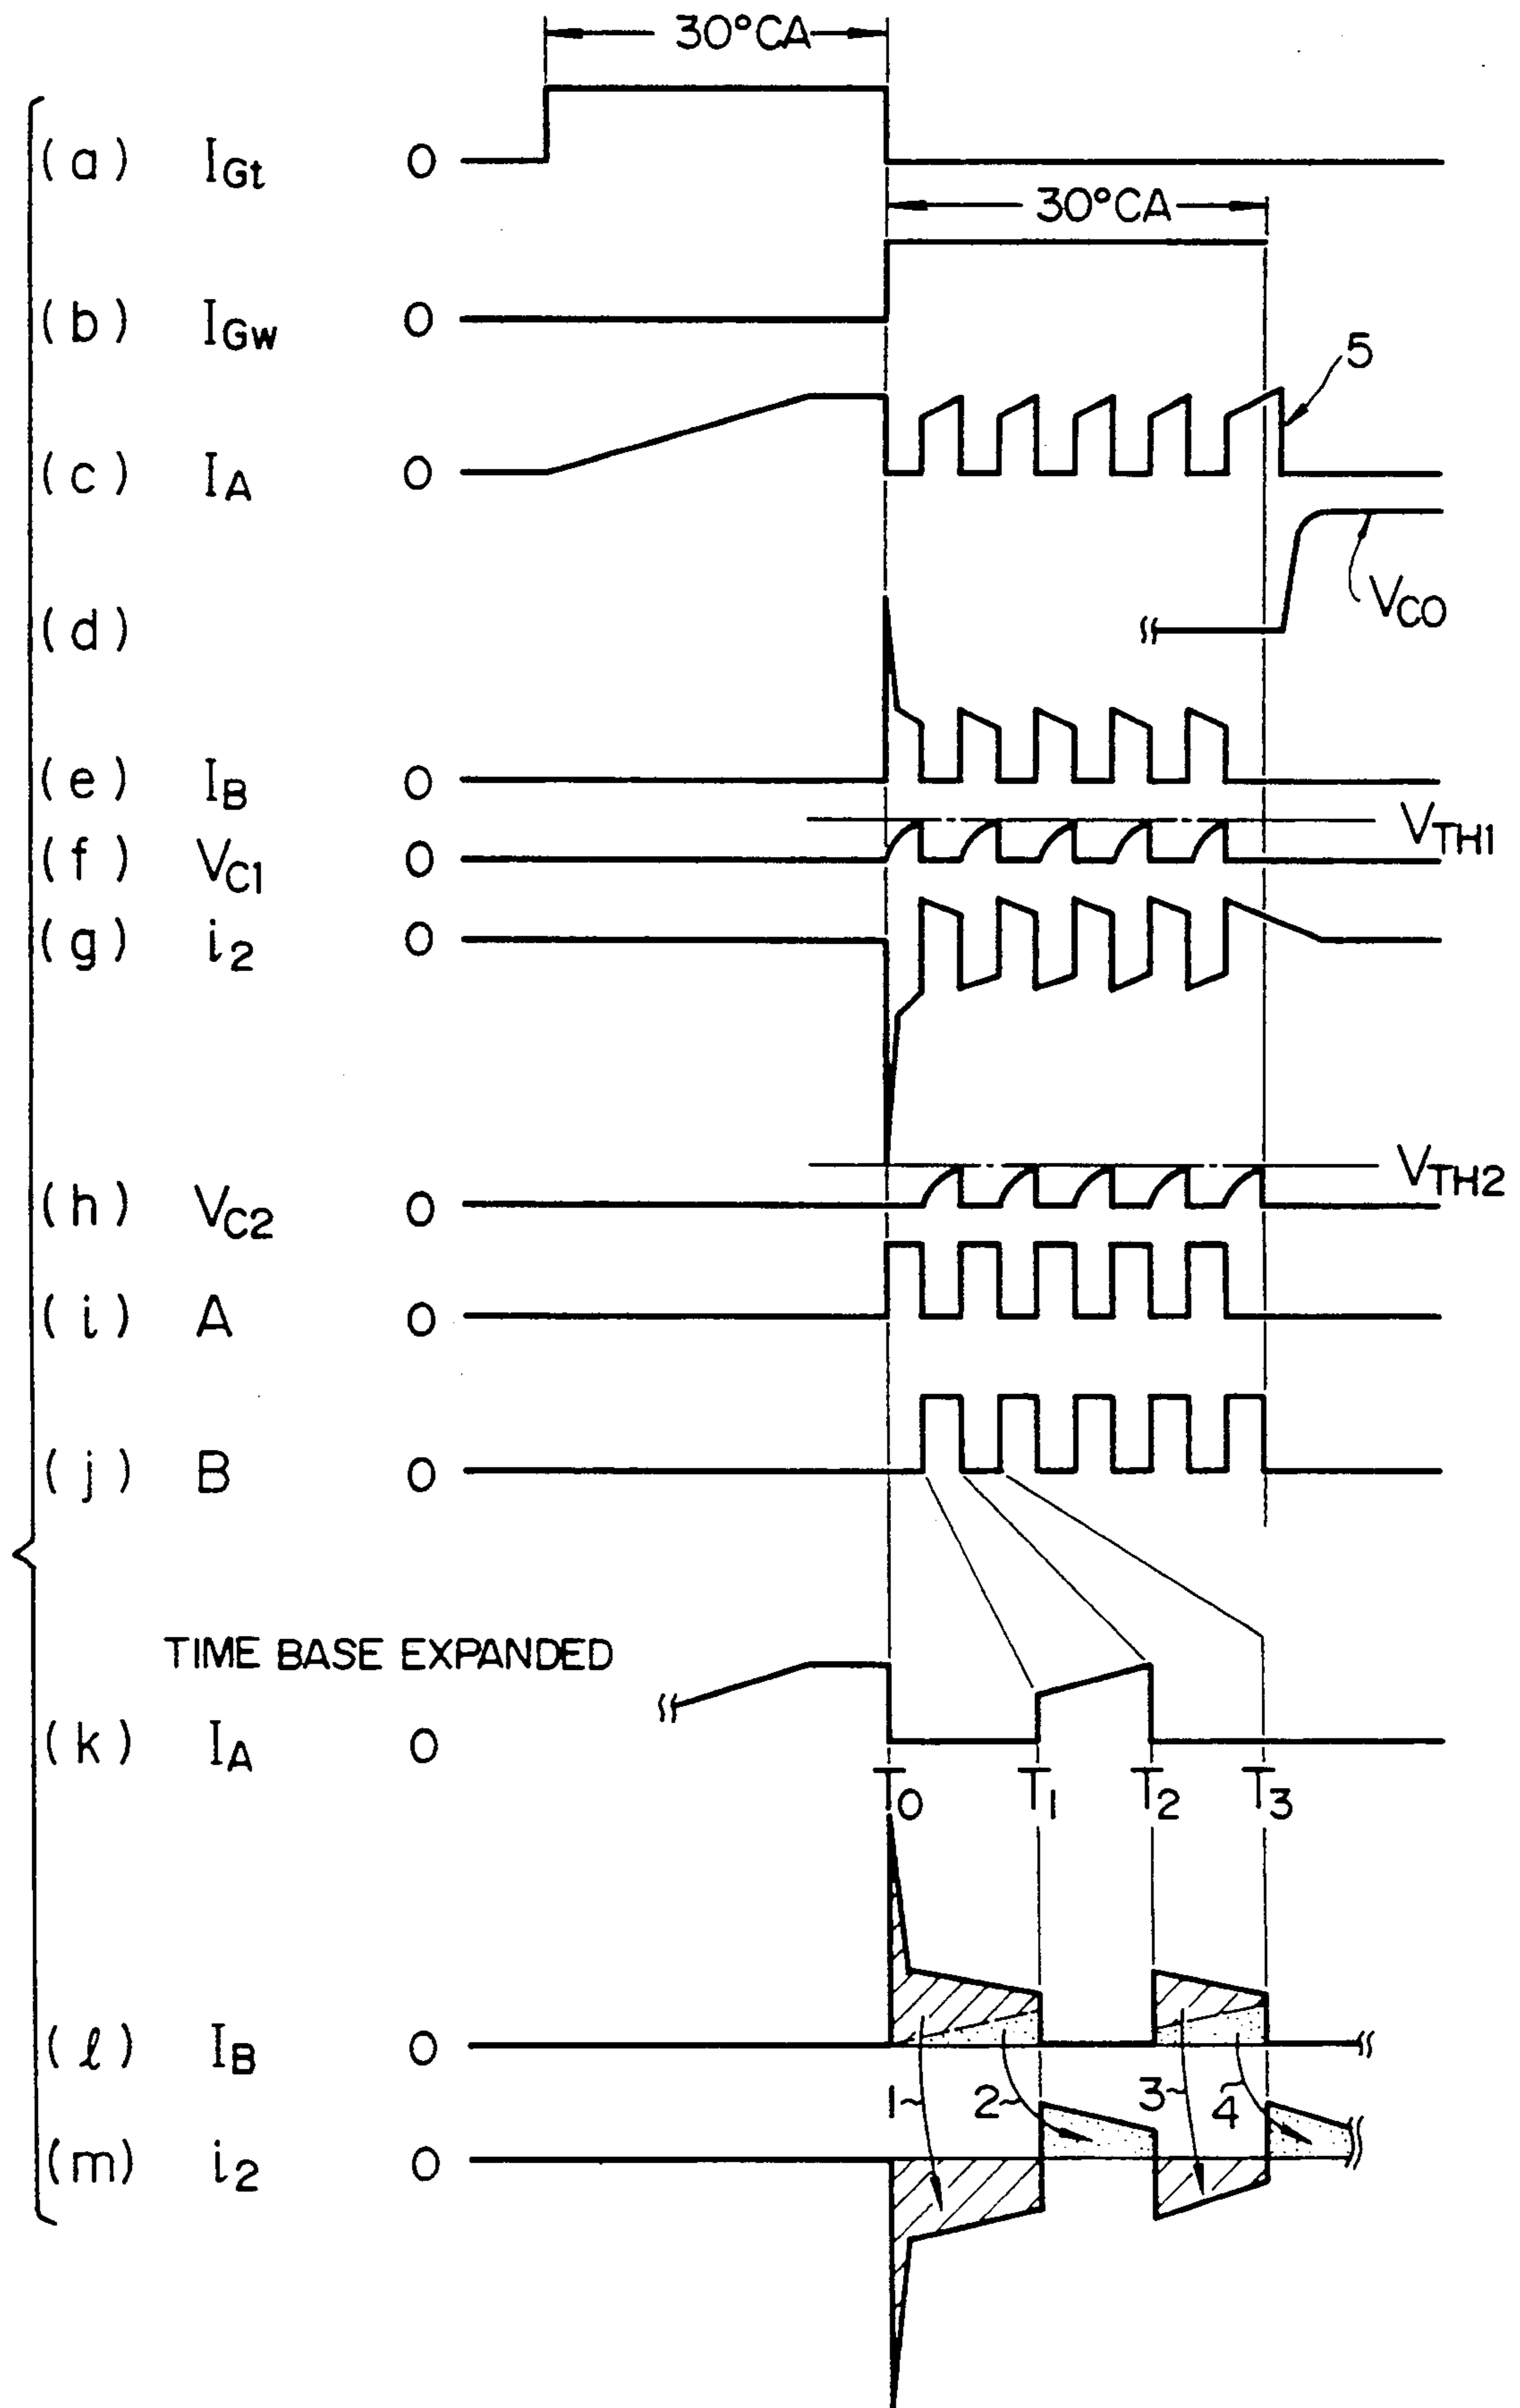 30°CA
(a) IGt 0
30°CA
(b) IGw 0
5
(c) IA 0
(d) VCO
(e) IB 0
VTH1
(f) VC1 0
(g) i2 0
VTH2
(h) VC2 0
(i) A 0
(j) B 0
TIME BASE EXPANDED
(k) IA 0
T0 T1 T2 T3
(ℓ) IB 0
1 2 3 4
(m) i2 0